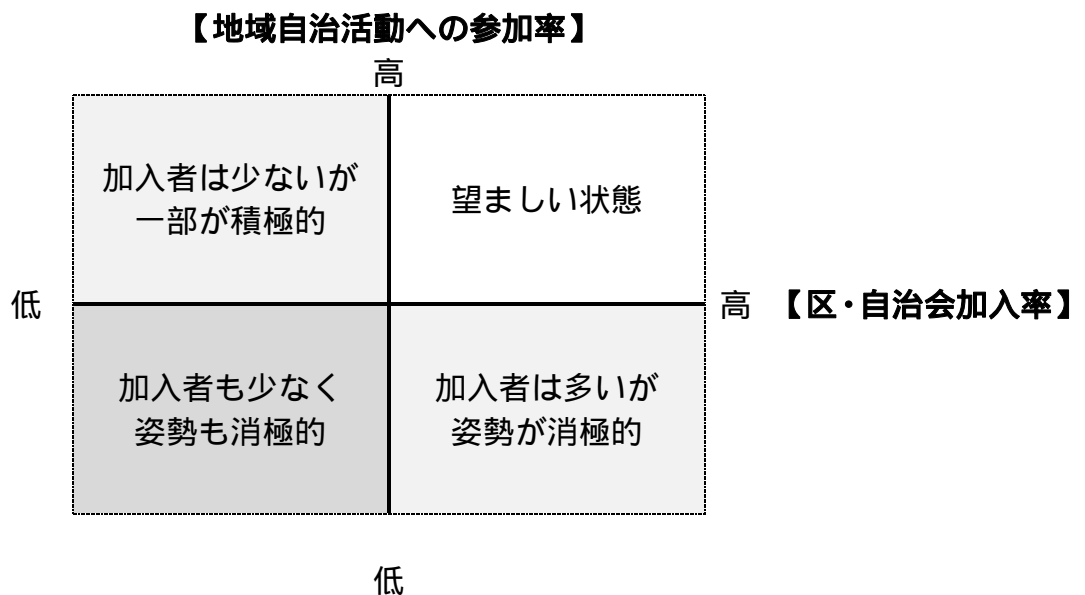 【地域自治活動への参加率】
高
加入者は少ないが
一部が積極的
望ましい状態
低
高
【区・自治会加入率】
加入者も少なく
姿勢も消極的
加入者は多いが
姿勢が消極的
低